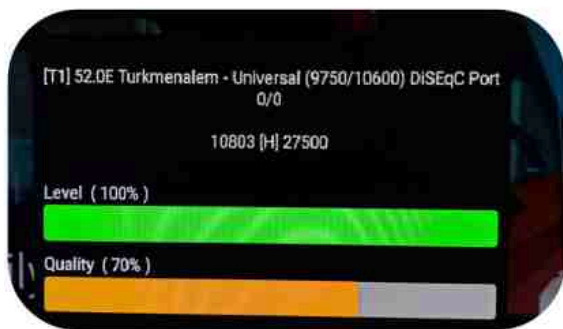 [T1] 52.0E Turkmenalem - Universal (9750/10600) DiSEqC Port
0/0
10803 [H] 27500
Level ( 100% )
Quality ( 70% )